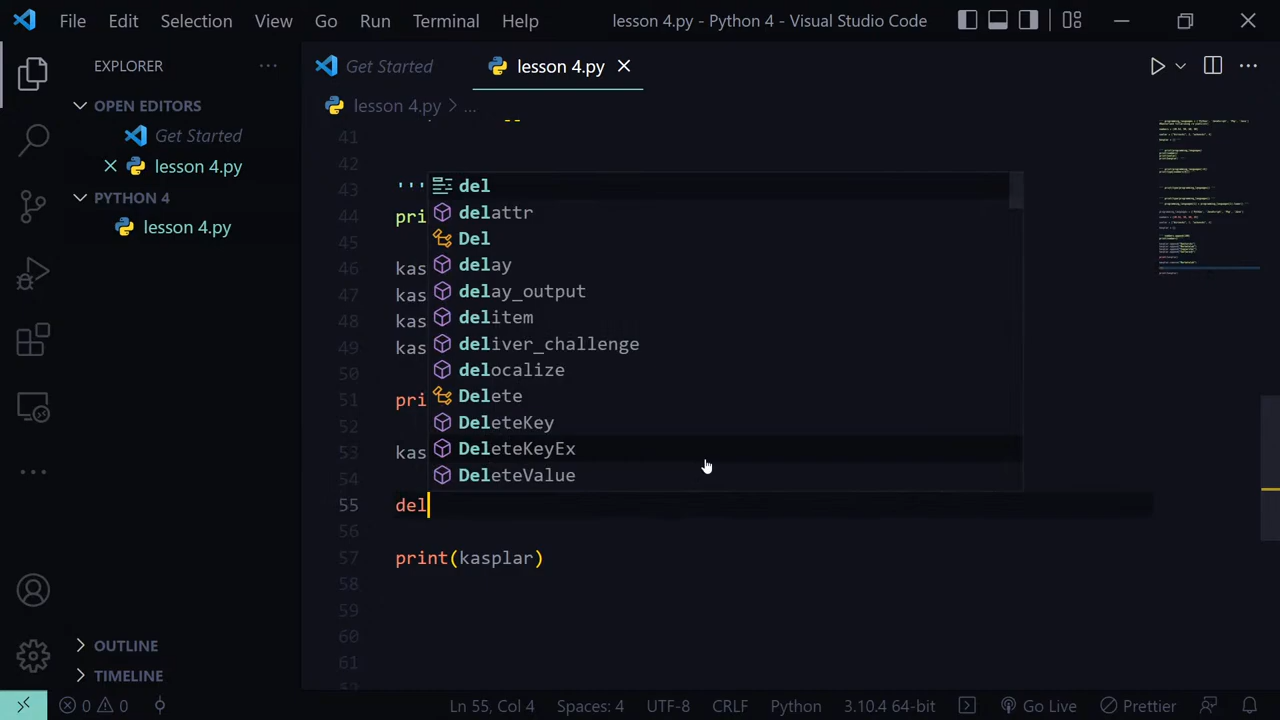 File Edit Selection View Go Run Terminal Help lesson 4.py - Python 4 - Visual Studio Code
EXPLORER
OPEN EDITORS
Get Started
lesson 4.py
PYTHON 4
lesson 4.py
OUTLINE
TIMELINE
Get Started lesson 4.py
lesson 4.py > ...
41
42
43 '''
44 pri
45
46 kas
47 kas
48 kas
49 kas
50
51 pri
52
53 kas
54
55 del
56
57 print(kasplar)
58
59
60
61
del
delattr
Del
delay
delay_output
delitem
deliver_challenge
delocalize
Delete
DeleteKey
DeleteKeyEx
DeleteValue
0 0 Ln 55, Col 4 Spaces: 4 UTF-8 CRLF Python 3.10.4 64-bit Go Live Prettier